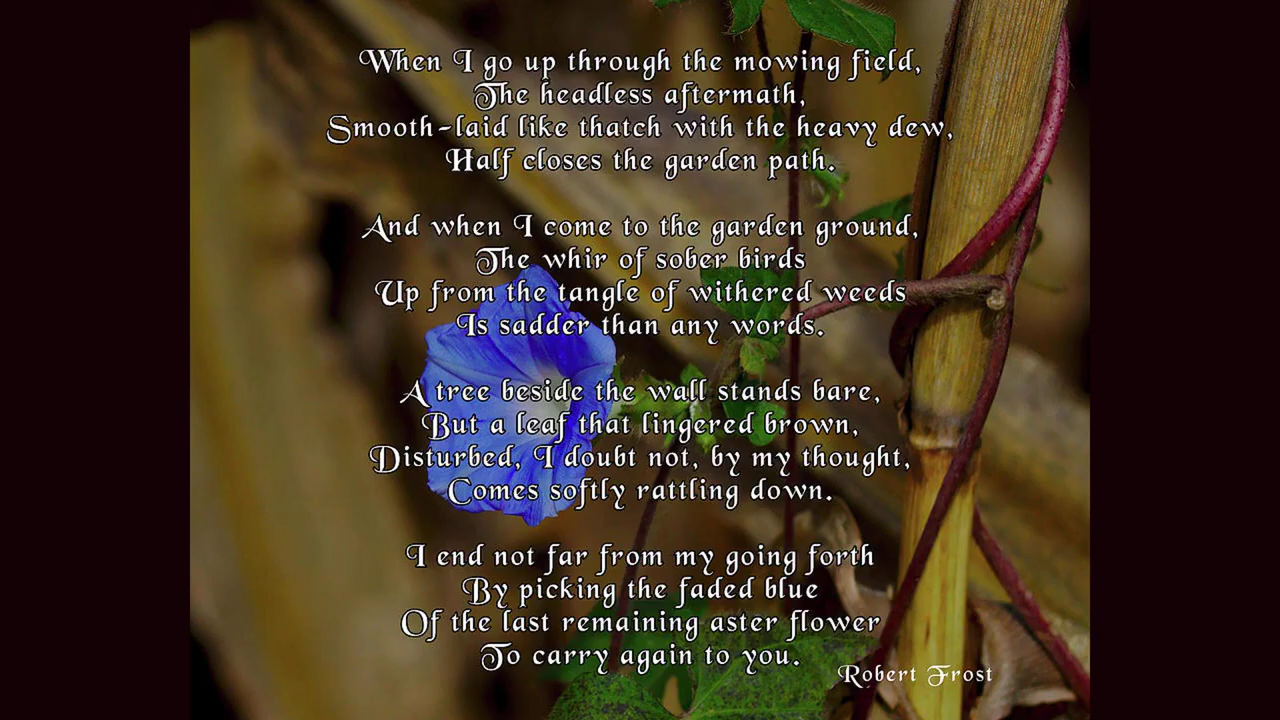 When I go up through the mowing field,
The headless aftermath,
Smooth-laid like thatch with the heavy dew,
Half closes the garden path.
And when I come to the garden ground,
The whir of sober birds
Up from the tangle of withered weeds
Is sadder than any words.
A tree beside the wall stands bare,
But a leaf that lingered brown,
Disturbed, I doubt not, by my thought,
Comes softly rattling down.
I end not far from my going forth
By picking the faded blue
Of the last remaining aster flower
To carry again to you.
Robert Frost